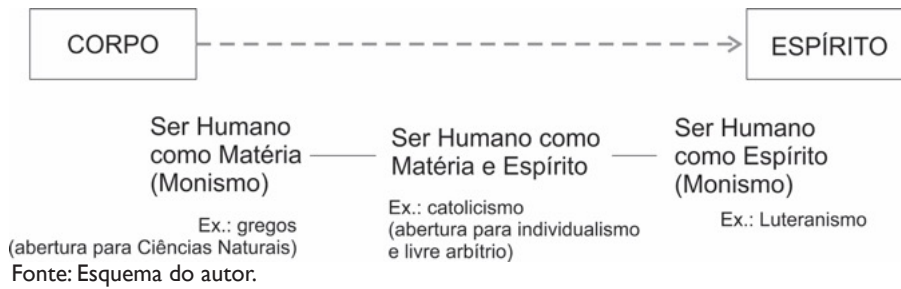 CORPO
ESPÍRITO
Ser Humano
como Matéria
(Monismo)
Ex.: gregos
(abertura para Ciências Naturais)
Ser Humano como
Matéria e Espírito
Ex.: catolicismo
(abertura para individualismo
e livre arbítrio)
Ser Humano
como Espírito
(Monismo)
Ex.: Luteranismo
Fonte: Esquema do autor.